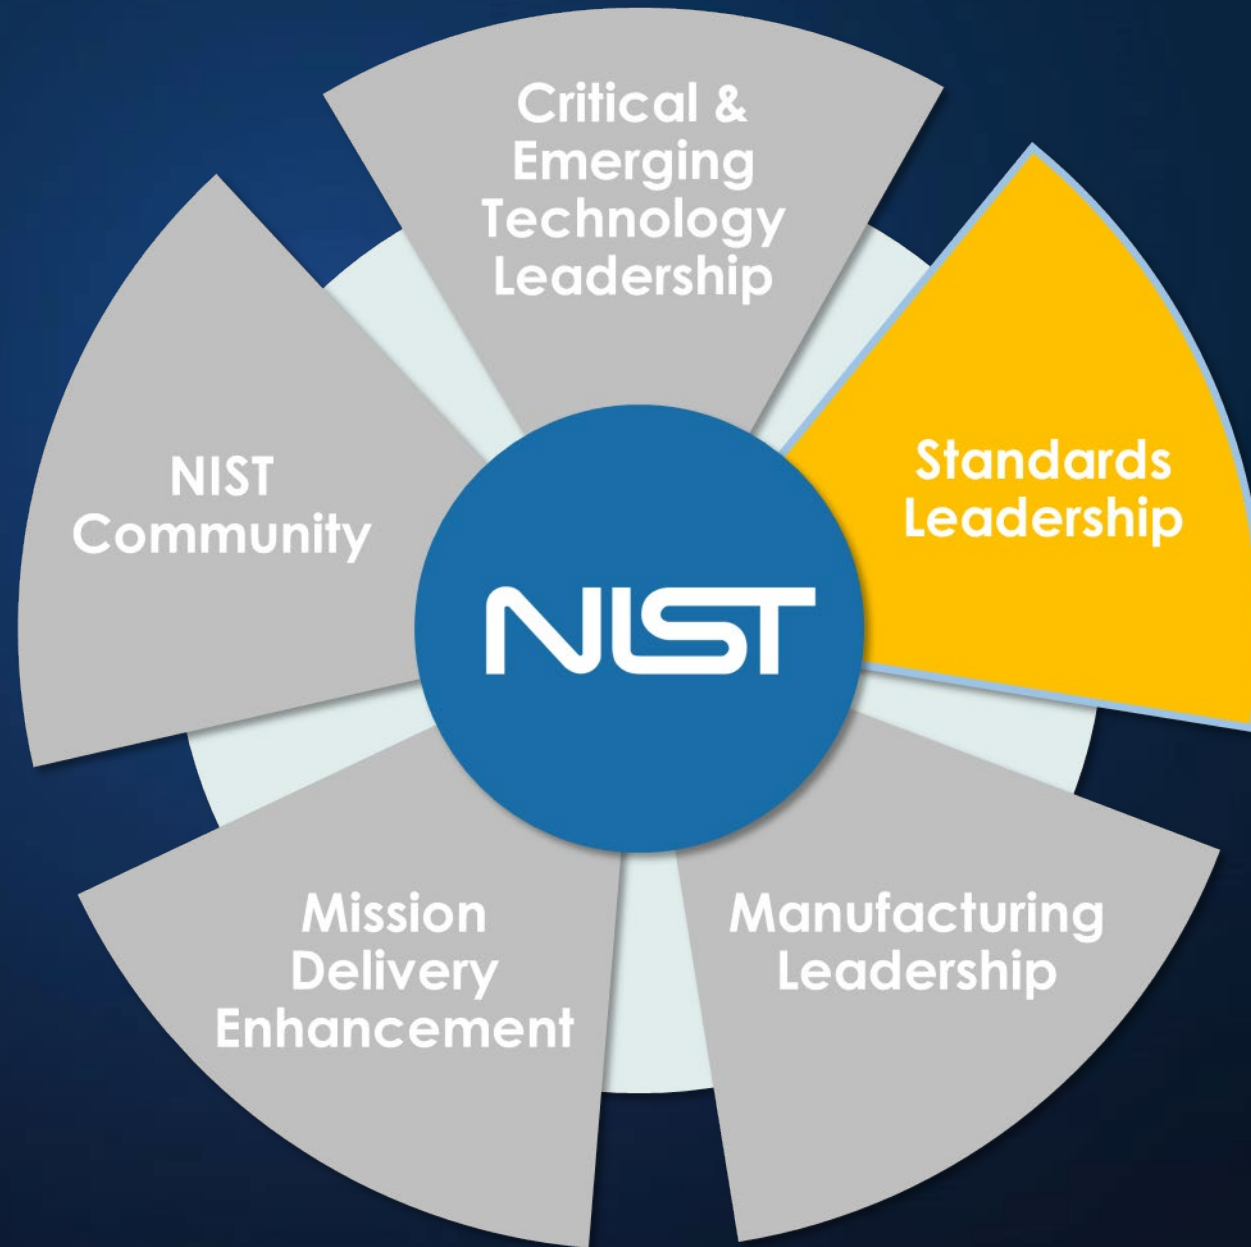 Critical &
Emerging
Technology
Leadership
Standards
Leadership
NIST
Community
NIST
Mission
Delivery
Enhancement
Manufacturing
Leadership